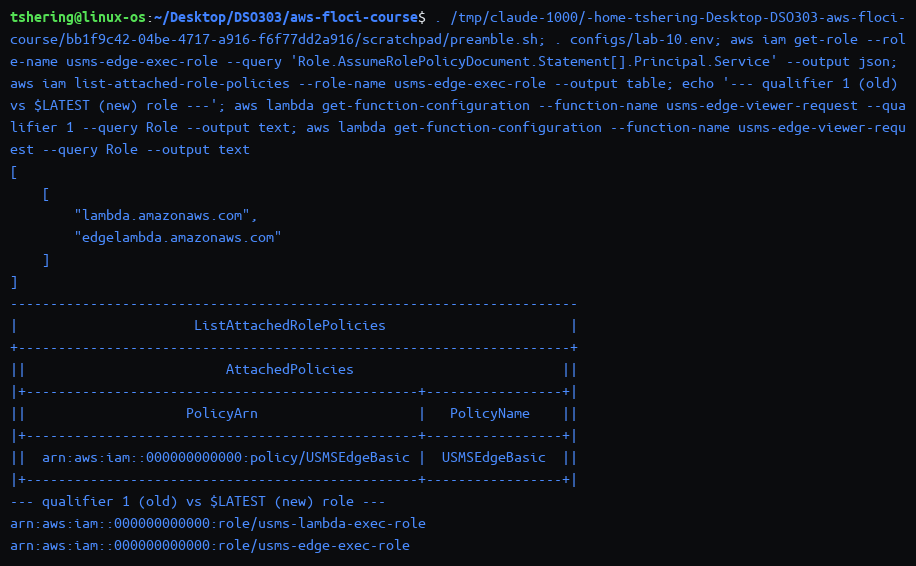 tshering@linux-os:~/Desktop/DSO303/aws-floci-course$ . /tmp/claude-1000/-home-tshering-Desktop-DSO303-aws-floci-
course/bb1f9c42-04be-4717-a916-f6f77dd2a916/scratchpad/preamble.sh; . configs/lab-10.env; aws iam get-role --rol
e-name usms-edge-exec-role --query 'Role.AssumeRolePolicyDocument.Statement[].Principal.Service' --output json;
aws iam list-attached-role-policies --role-name usms-edge-exec-role --output table; echo '--- qualifier 1 (old)
vs $LATEST (new) role ---'; aws lambda get-function-configuration --function-name usms-edge-viewer-request --qua
lifier 1 --query Role --output text; aws lambda get-function-configuration --function-name usms-edge-viewer-requ
est --query Role --output text
[
    [
        "lambda.amazonaws.com",
        "edgelambda.amazonaws.com"
    ]
]
-----------------------------------------------------------------------
|                      ListAttachedRolePolicies                       |
+---------------------------------------------------------------------+
||                         AttachedPolicies                          ||
|+-------------------------------------------------+-----------------+|
||                    PolicyArn                    |   PolicyName    ||
|+-------------------------------------------------+-----------------+|
||  arn:aws:iam::000000000000:policy/USMSEdgeBasic |  USMSEdgeBasic  ||
|+-------------------------------------------------+-----------------+|
--- qualifier 1 (old) vs $LATEST (new) role ---
arn:aws:iam::000000000000:role/usms-lambda-exec-role
arn:aws:iam::000000000000:role/usms-edge-exec-role